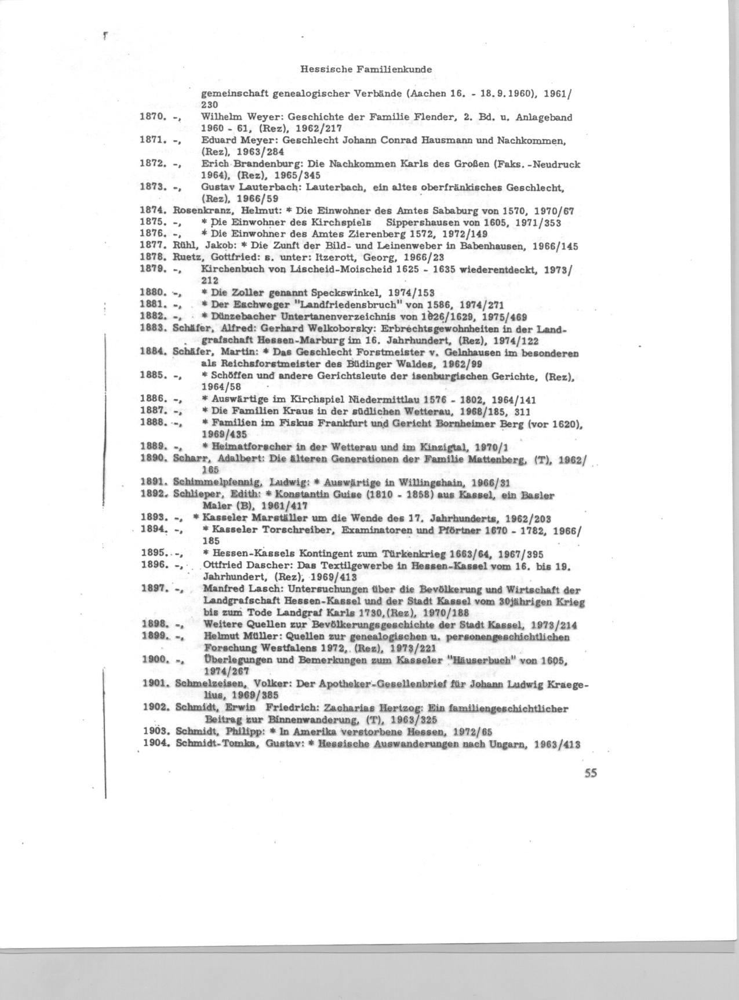 Hessische Familienkunde
gemeinschaft genealogischer Verbände (Aachen 16. - 18.9.1960), 1961/
230
1870. -, Wilhelm Weyer: Geschichte der Familie Flender, 2. Bd. u. Anlageband
1960 - 61, (Rez), 1962/217
1871. -, Eduard Meyer: Geschlecht Johann Conrad Hausmann und Nachkommen,
(Rez), 1963/284
1872. -, Erich Brandenburg: Die Nachkommen Karls des Großen (Faks.-Neudruck
1964), (Rez), 1965/345
1873. -, Gustav Lauterbach: Lauterbach, ein altes oberfränkisches Geschlecht,
(Rez), 1966/59
1874. Rosenkranz, Helmut: * Die Einwohner des Amtes Sababurg von 1570, 1970/67
1875. -, * Die Einwohner des Kirchspiels Sippershausen von 1605, 1971/353
1876. -, * Die Einwohner des Amtes Zierenberg 1572, 1972/149
1877. Rühl, Jakob: * Die Zunft der Bild- und Leinenweber in Babenhausen, 1966/145
1878. Ruetz, Gottfried: s. unter: Itzerott, Georg, 1966/23
1879. -, Kirchenbuch von Lischeid-Moischeid 1625 - 1635 wiederentdeckt, 1973/
212
1880. -, * Die Zoller genannt Speckswinkel, 1974/153
1881. -, * Der Eschweger "Landfriedensbruch" von 1586, 1974/271
1882. -, * Dünzebacher Untertanenverzeichnis von 1626/1629, 1975/469
1883. Schäfer, Alfred: Gerhard Welkoborsky: Erbrechtsgewohnheiten in der Land-
grafschaft Hessen-Marburg im 16. Jahrhundert, (Rez), 1974/122
1884. Schäfer, Martin: * Das Geschlecht Forstmeister v. Gelnhausen im besonderen
als Reichsforstmeister des Büdinger Waldes, 1962/99
1885. -, * Schöffen und andere Gerichtsleute der isenburgischen Gerichte, (Rez),
1964/58
1886. -, * Auswärtige im Kirchspiel Niedermittlau 1576 - 1802, 1964/141
1887. -, * Die Familien Kraus in der südlichen Wetterau, 1968/185, 311
1888. -, * Familien im Fiskus Frankfurt und Gericht Bornheimer Berg (vor 1620),
1969/435
1889. -, * Heimatforscher in der Wetterau und im Kinzigtal, 1970/1
1890. Scharr, Adalbert: Die älteren Generationen der Familie Mattenberg, (T), 1962/
165
1891. Schimmelpfennig, Ludwig: * Auswärtige in Willingshain, 1966/31
1892. Schlieper, Edith: * Konstantin Guise (1810 - 1858) aus Kassel, ein Basler
Maler (B), 1961/417
1893. -, * Kasseler Marställer um die Wende des 17. Jahrhunderts, 1962/203
1894. -, * Kasseler Torschreiber, Examinatoren und Pförtner 1670 - 1782, 1966/
185
1895. -, * Hessen-Kassels Kontingent zum Türkenkrieg 1663/64, 1967/395
1896. -, Ottfried Dascher: Das Textilgewerbe in Hessen-Kassel vom 16. bis 19.
Jahrhundert, (Rez), 1969/413
1897. -, Manfred Lasch: Untersuchungen über die Bevölkerung und Wirtschaft der
Landgrafschaft Hessen-Kassel und der Stadt Kassel vom 30jährigen Krieg
bis zum Tode Landgraf Karls 1730,(Rez), 1970/188
1898. -, Weitere Quellen zur Bevölkerungsgeschichte der Stadt Kassel, 1973/214
1899. -, Helmut Müller: Quellen zur genealogischen u. personengeschichtlichen
Forschung Westfalens 1972, (Rez), 1973/221
1900. -, Überlegungen und Bemerkungen zum Kasseler "Häuserbuch" von 1605,
1974/267
1901. Schmelzeisen, Volker: Der Apotheker-Gesellenbrief für Johann Ludwig Kraege-
lius, 1969/385
1902. Schmidt, Erwin Friedrich: Zacharias Hertzog: Ein familiengeschichtlicher
Beitrag zur Binnenwanderung, (T), 1963/325
1903. Schmidt, Philipp: * In Amerika verstorbene Hessen, 1972/65
1904. Schmidt-Tomka, Gustav: * Hessische Auswanderungen nach Ungarn, 1963/413
55